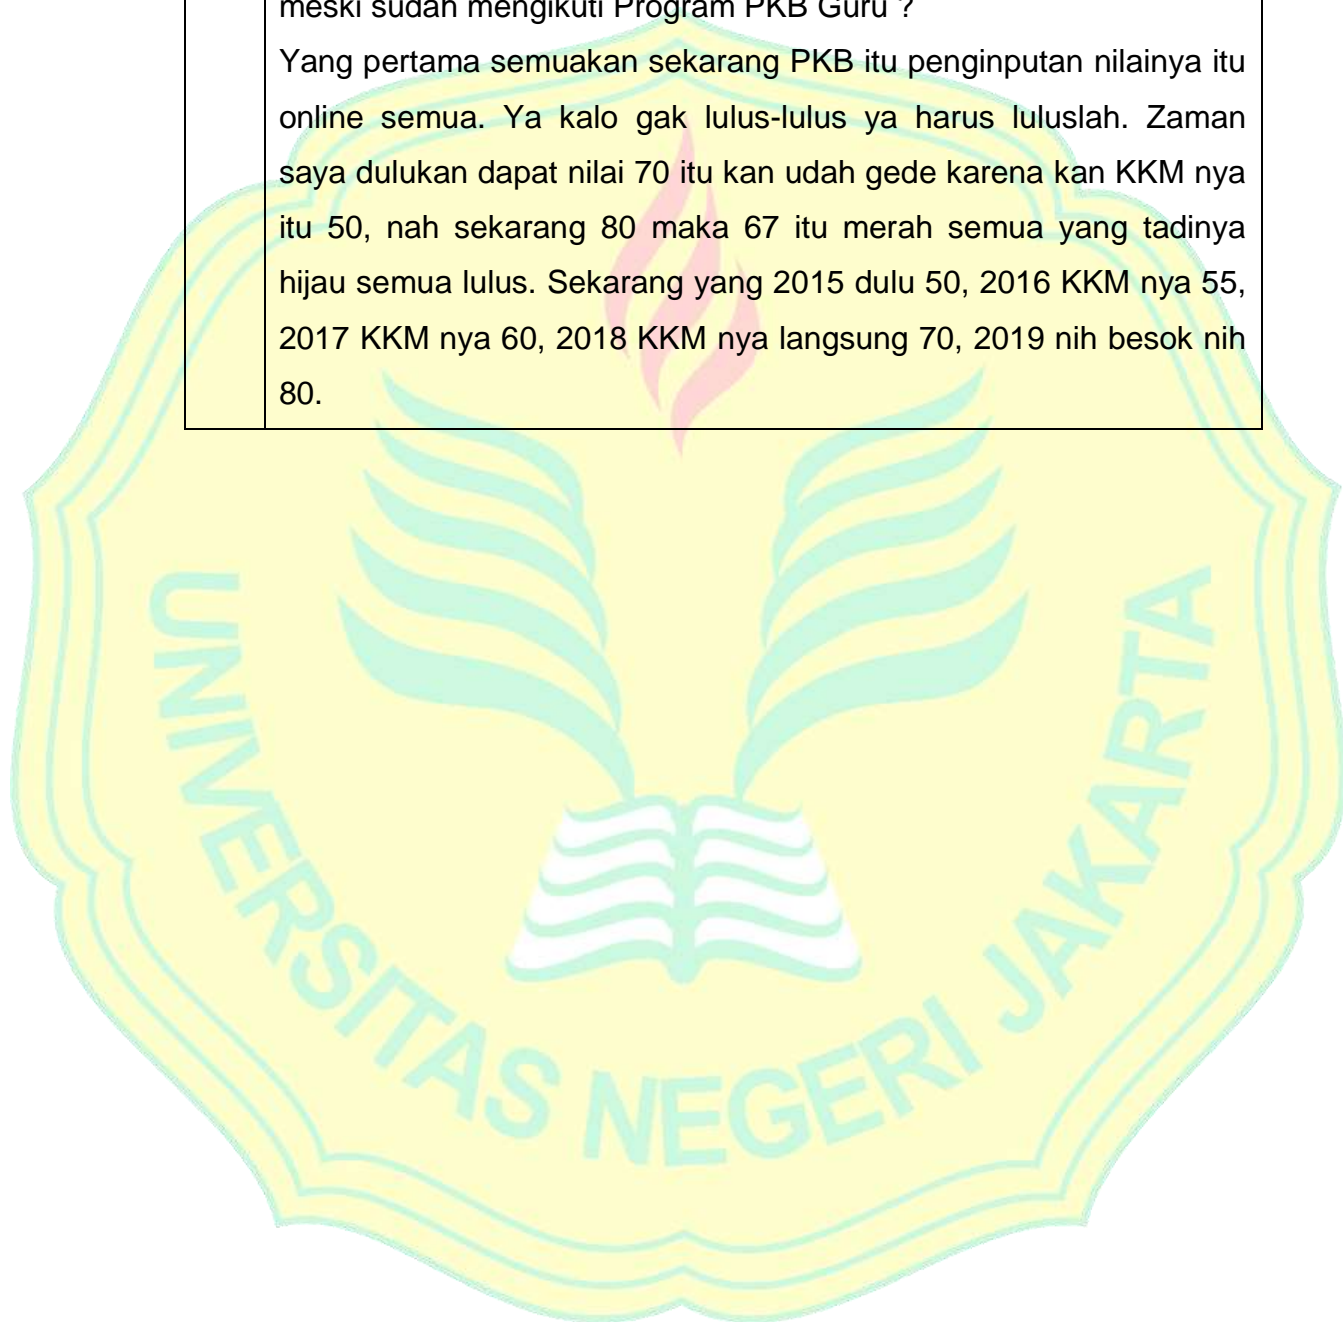 meski sudah mengikuti Program PKB Guru ?
Yang pertama semuakan sekarang PKB itu penginputan nilainya itu
online semua. Ya kalo gak lulus-lulus ya harus luluslah. Zaman
saya dulukan dapat nilai 70 itu kan udah gede karena kan KKM nya
itu 50, nah sekarang 80 maka 67 itu merah semua yang tadinya
hijau semua lulus. Sekarang yang 2015 dulu 50, 2016 KKM nya 55,
2017 KKM nya 60, 2018 KKM nya langsung 70, 2019 nih besok nih
80.
UNIVERSITAS NEGERI JAKARTA